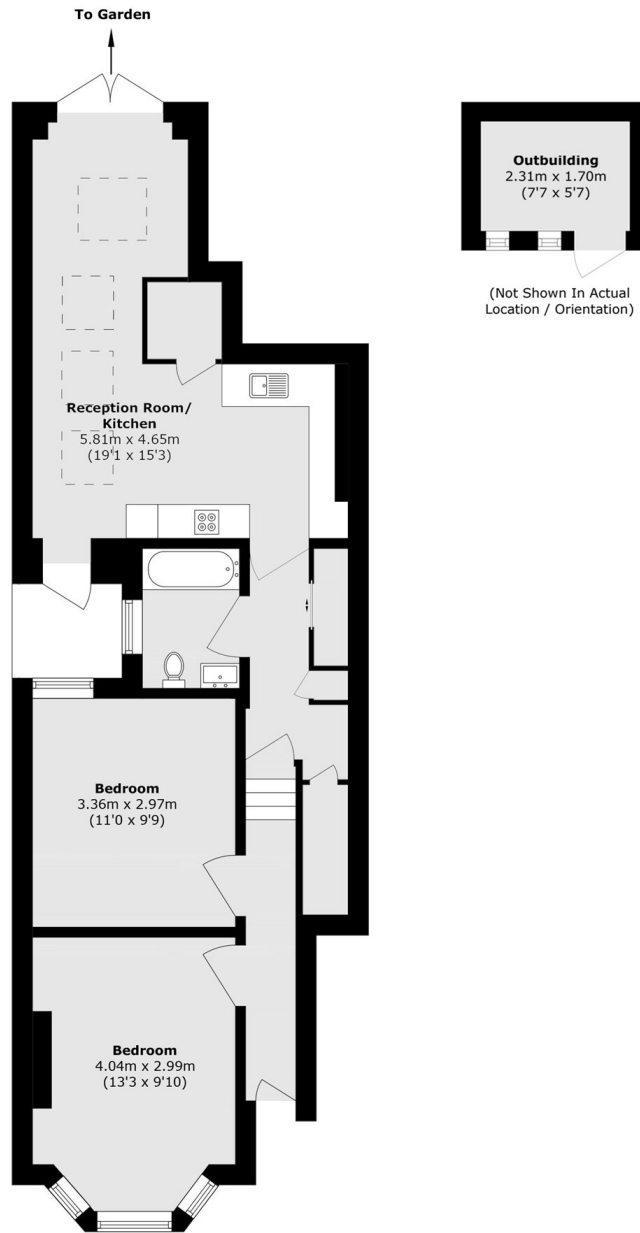 To Garden
Outbuilding
2.31m x 1.70m
(7'7 x 5'7)
(Not Shown In Actual
Location / Orientation)
Reception Room/
Kitchen
5.81m x 4.65m
(19'1 x 15'3)
Bedroom
3.36m x 2.97m
(11'0 x 9'9)
Bedroom
4.04m x 2.99m
(13'3 x 9'10)